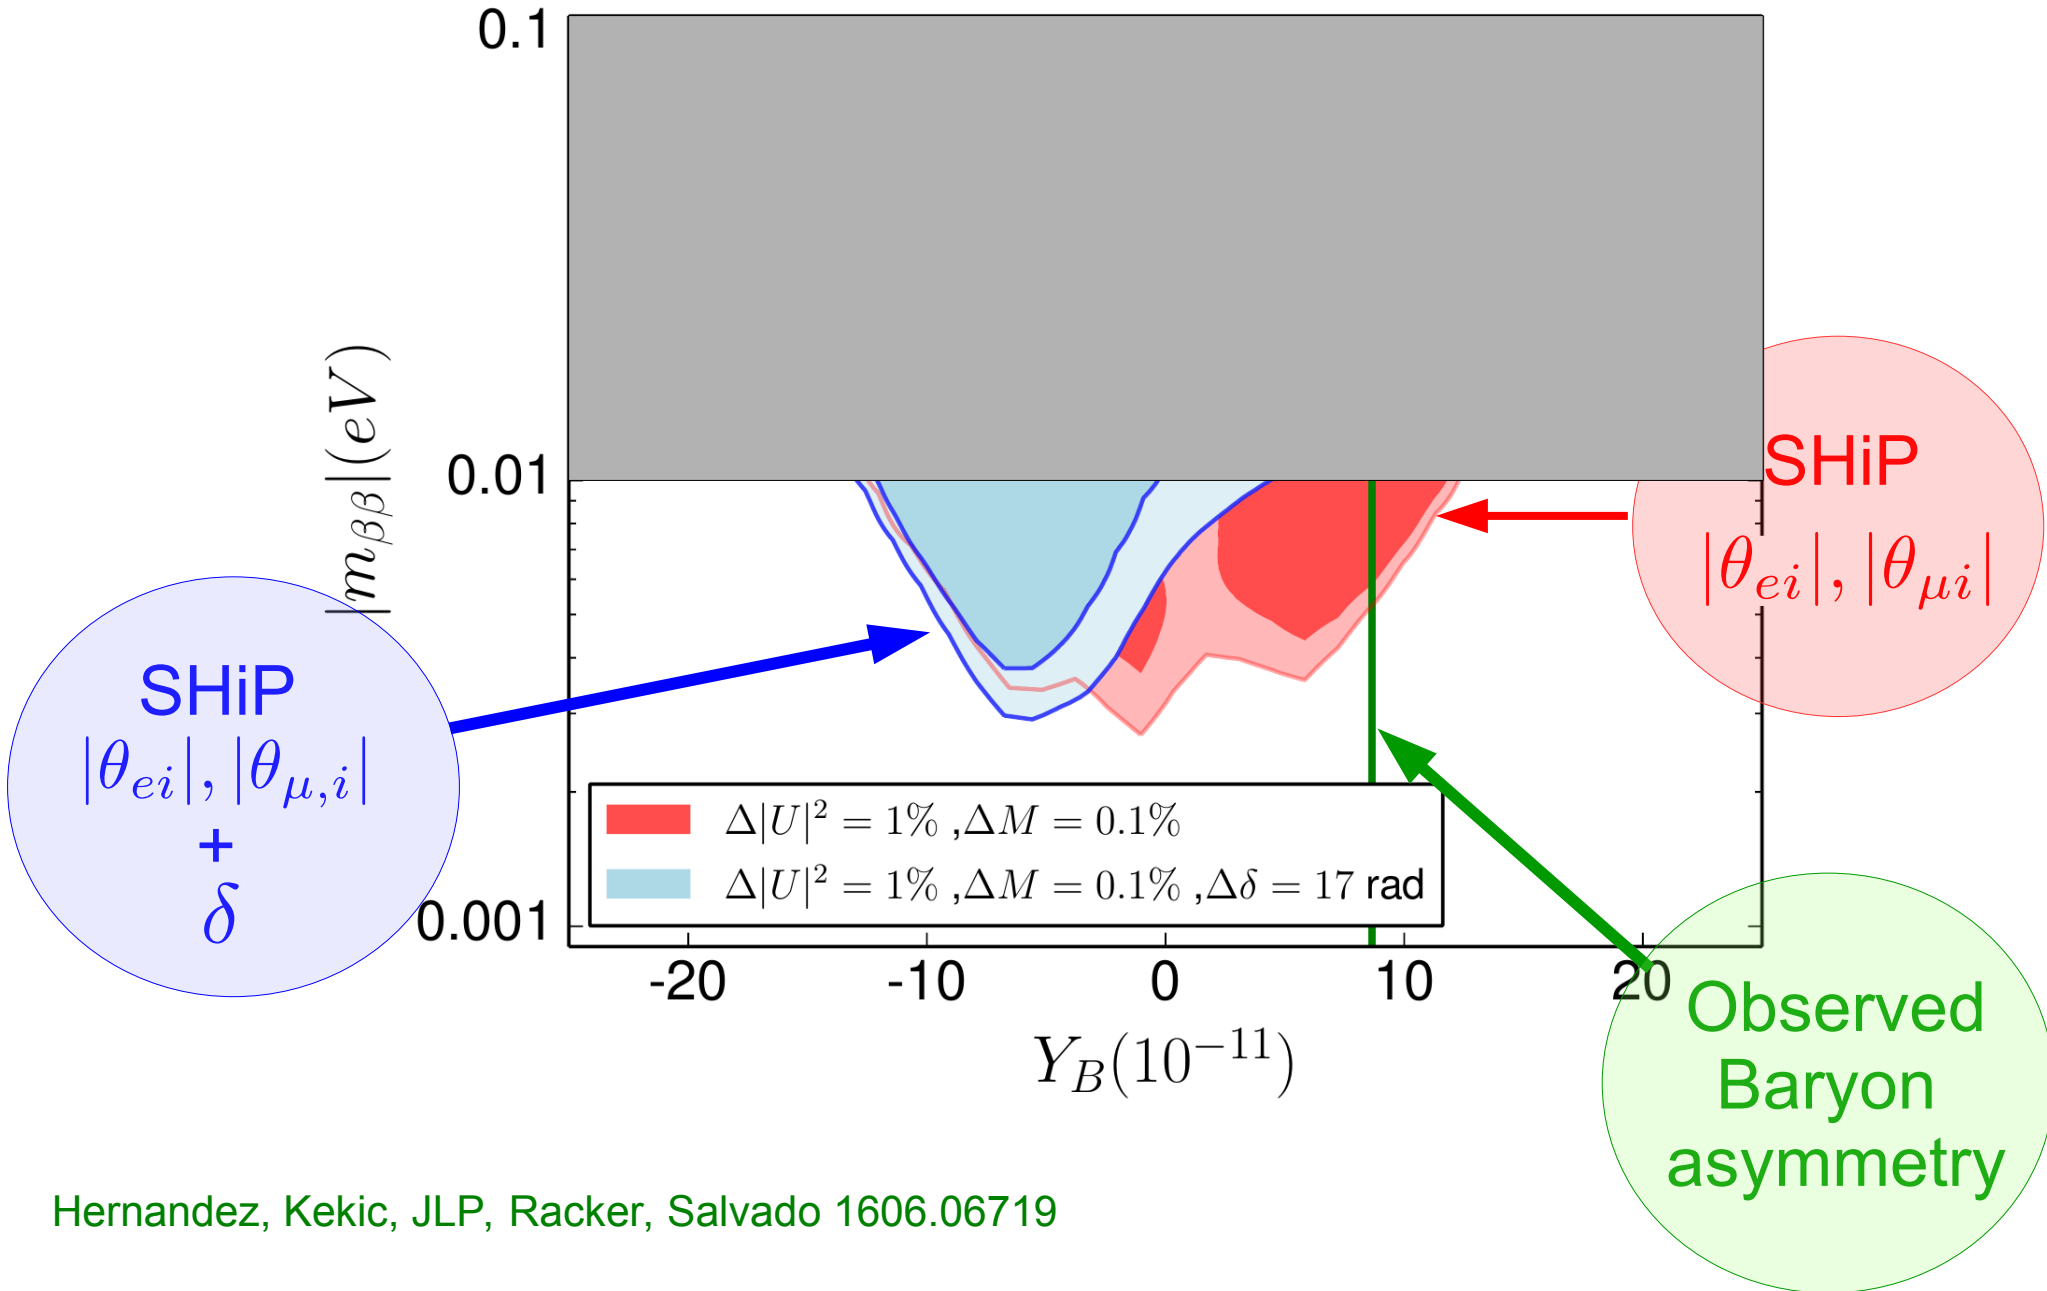 0.1
0.01
0.001
|m_{ββ}|(eV)
-20 -10 0 10 20
Y_B(10^{-11})
Δ|U|² = 1% ,ΔM = 0.1%
Δ|U|² = 1% ,ΔM = 0.1% ,Δδ = 17 rad
SHiP
|θ_{ei}|, |θ_{μ,i}|
+
δ
SHiP
|θ_{ei}|, |θ_{μi}|
Observed
Baryon
asymmetry
Hernandez, Kekic, JLP, Racker, Salvado 1606.06719